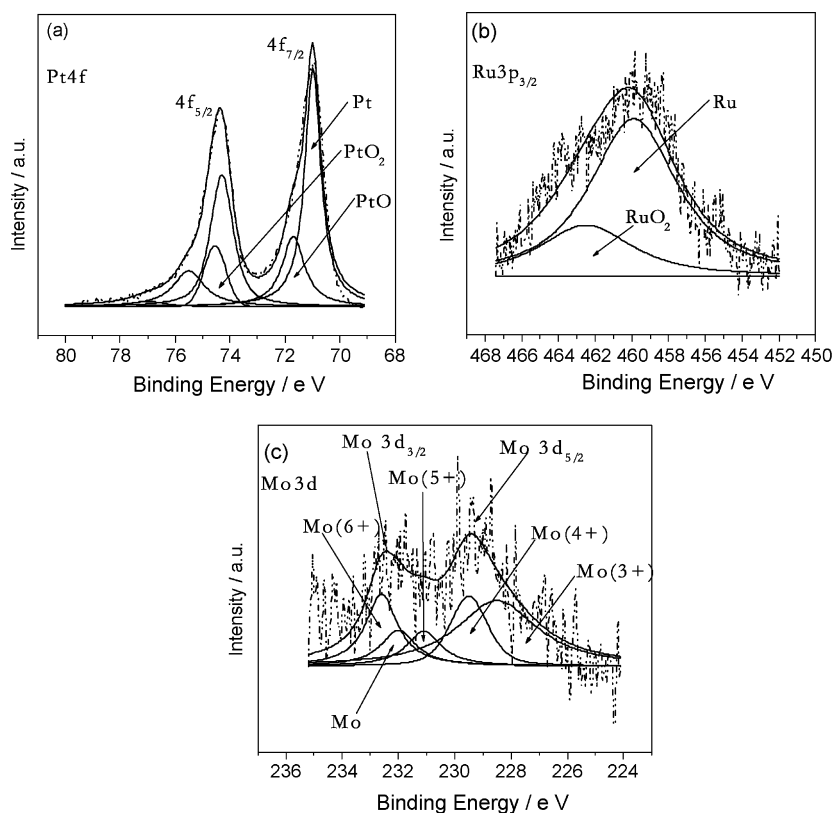 (a)
4f7/2
Pt4f
4f5/2
Pt
PtO2
PtO
Intensity / a.u.
80 78 76 74 72 70 68
Binding Energy / e V
(b)
Ru3p3/2
Ru
RuO2
Intensity / a.u.
468 466 464 462 460 458 456 454 452 450
Binding Energy / e V
(c)
Mo 3d3/2
Mo 3d5/2
Mo3d
Mo(5+)
Mo(6+)
Mo(4+)
Mo(3+)
Mo
Intensity / a.u.
236 234 232 230 228 226 224
Binding Energy / e V